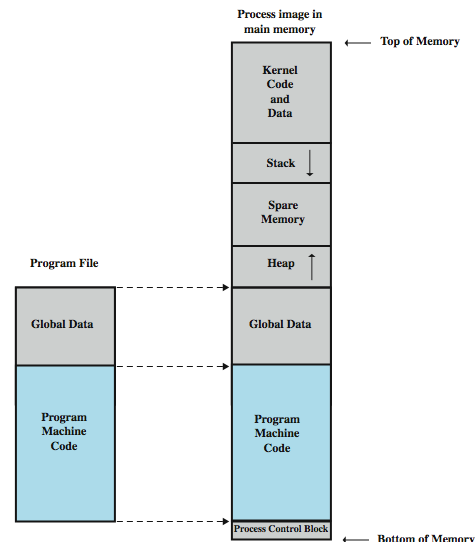 Process image in
main memory
Top of Memory
Kernel
Code
and
Data
Stack
Spare
Memory
Program File
Heap
Global Data
Global Data
Program
Machine
Code
Program
Machine
Code
Process Control Block
Bottom of Memory